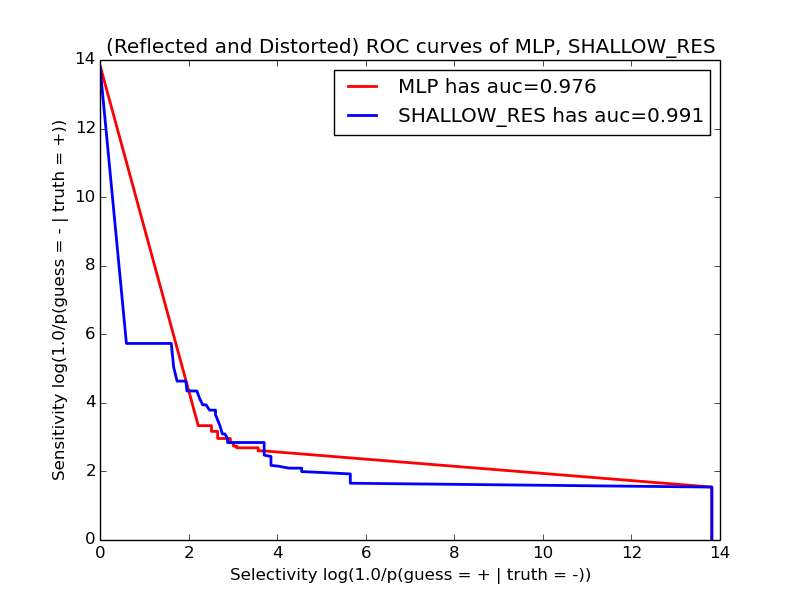 (Reflected and Distorted) ROC curves of MLP, SHALLOW_RES
MLP has auc=0.976
SHALLOW_RES has auc=0.991
Sensitivity log(1.0/p(guess = - | truth = +))
14
12
10
8
6
4
2
0
0 2 4 6 8 10 12 14
Selectivity log(1.0/p(guess = + | truth = -))